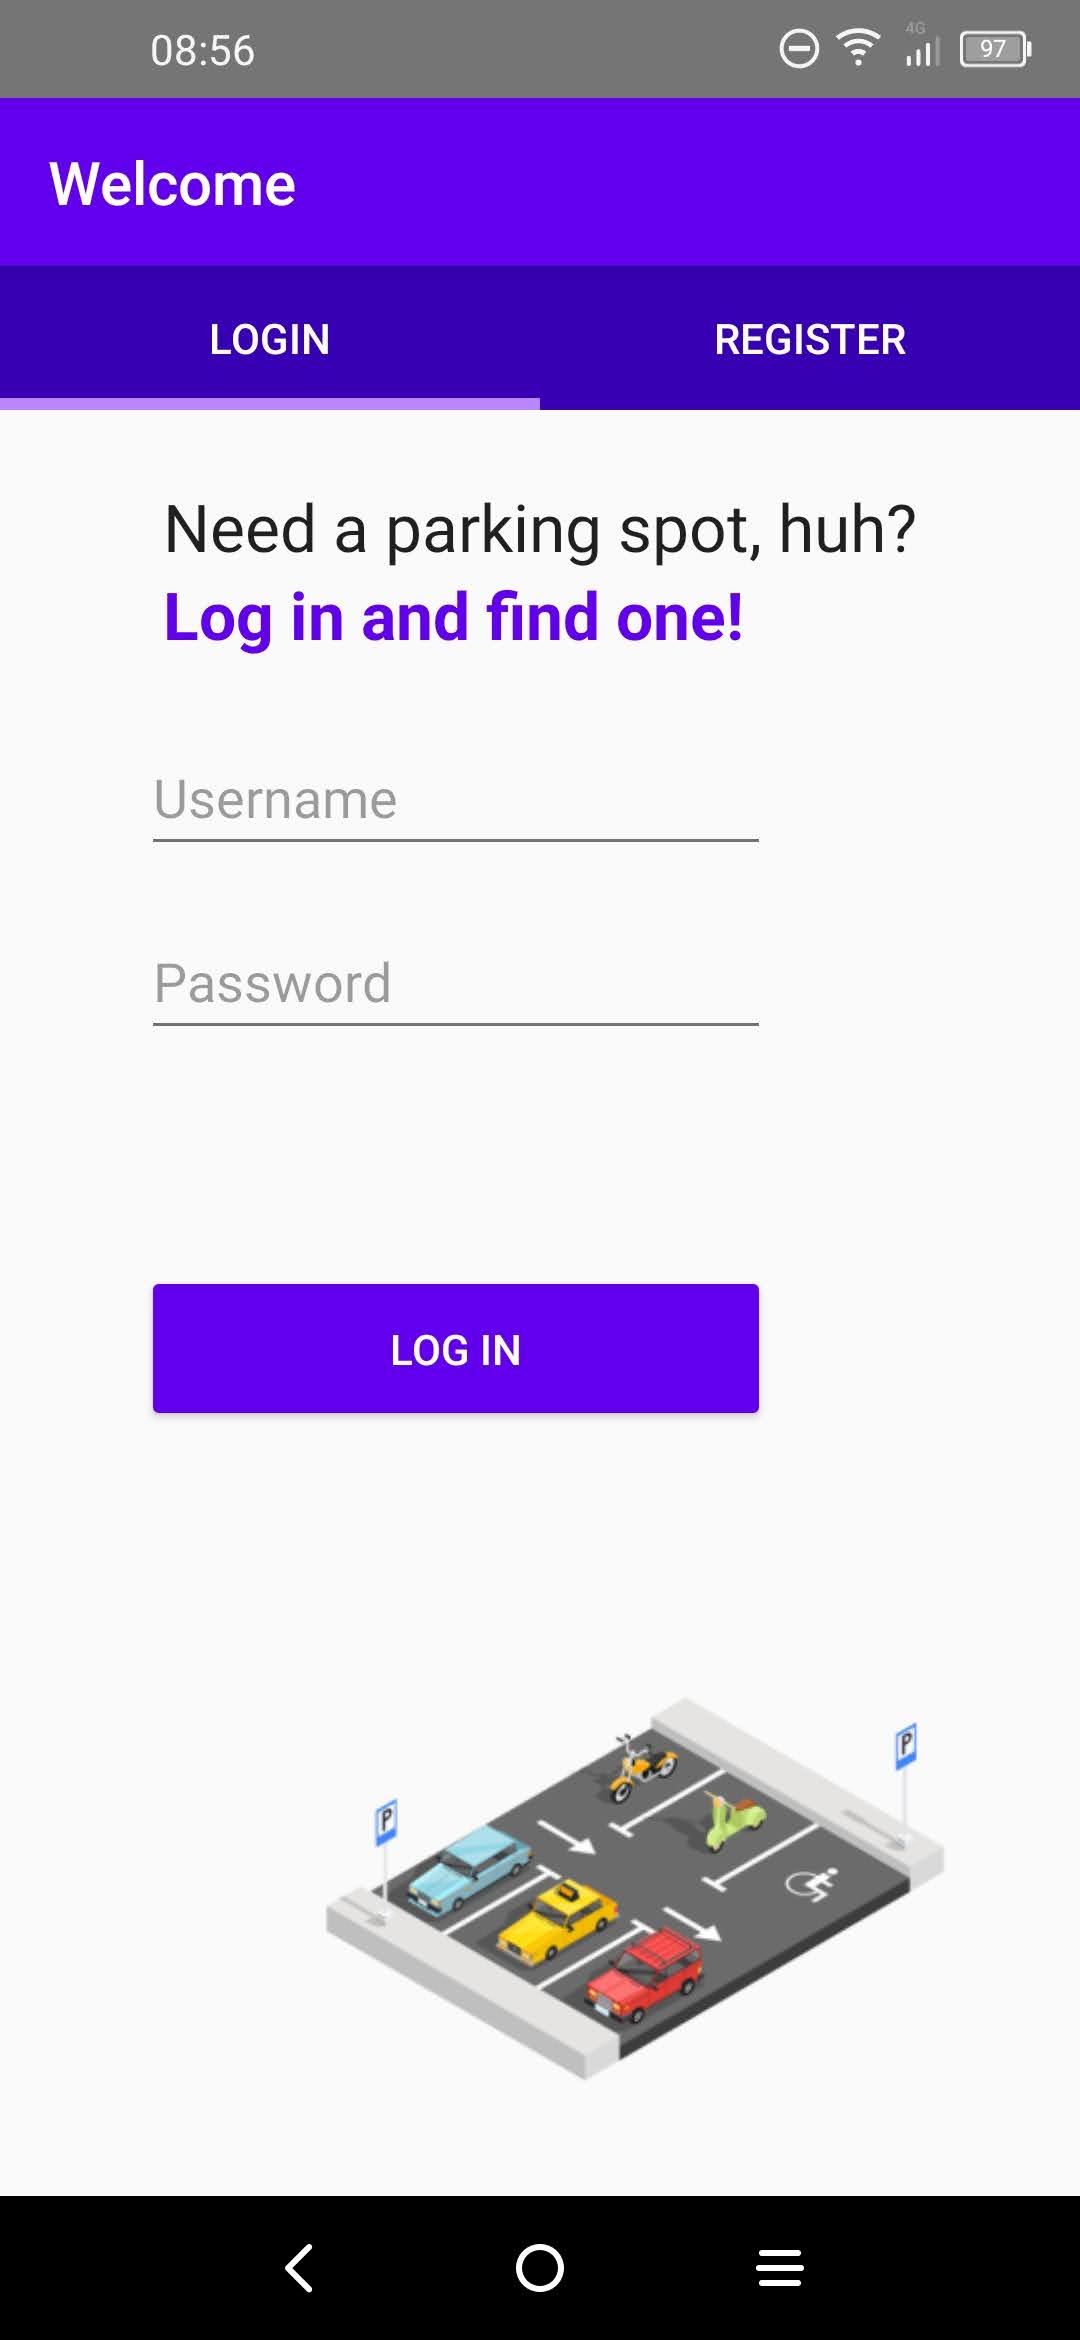 08:56
4G
97
Welcome
LOGIN
REGISTER
Need a parking spot, huh?
Log in and find one!
Username
Password
LOG IN
P
P